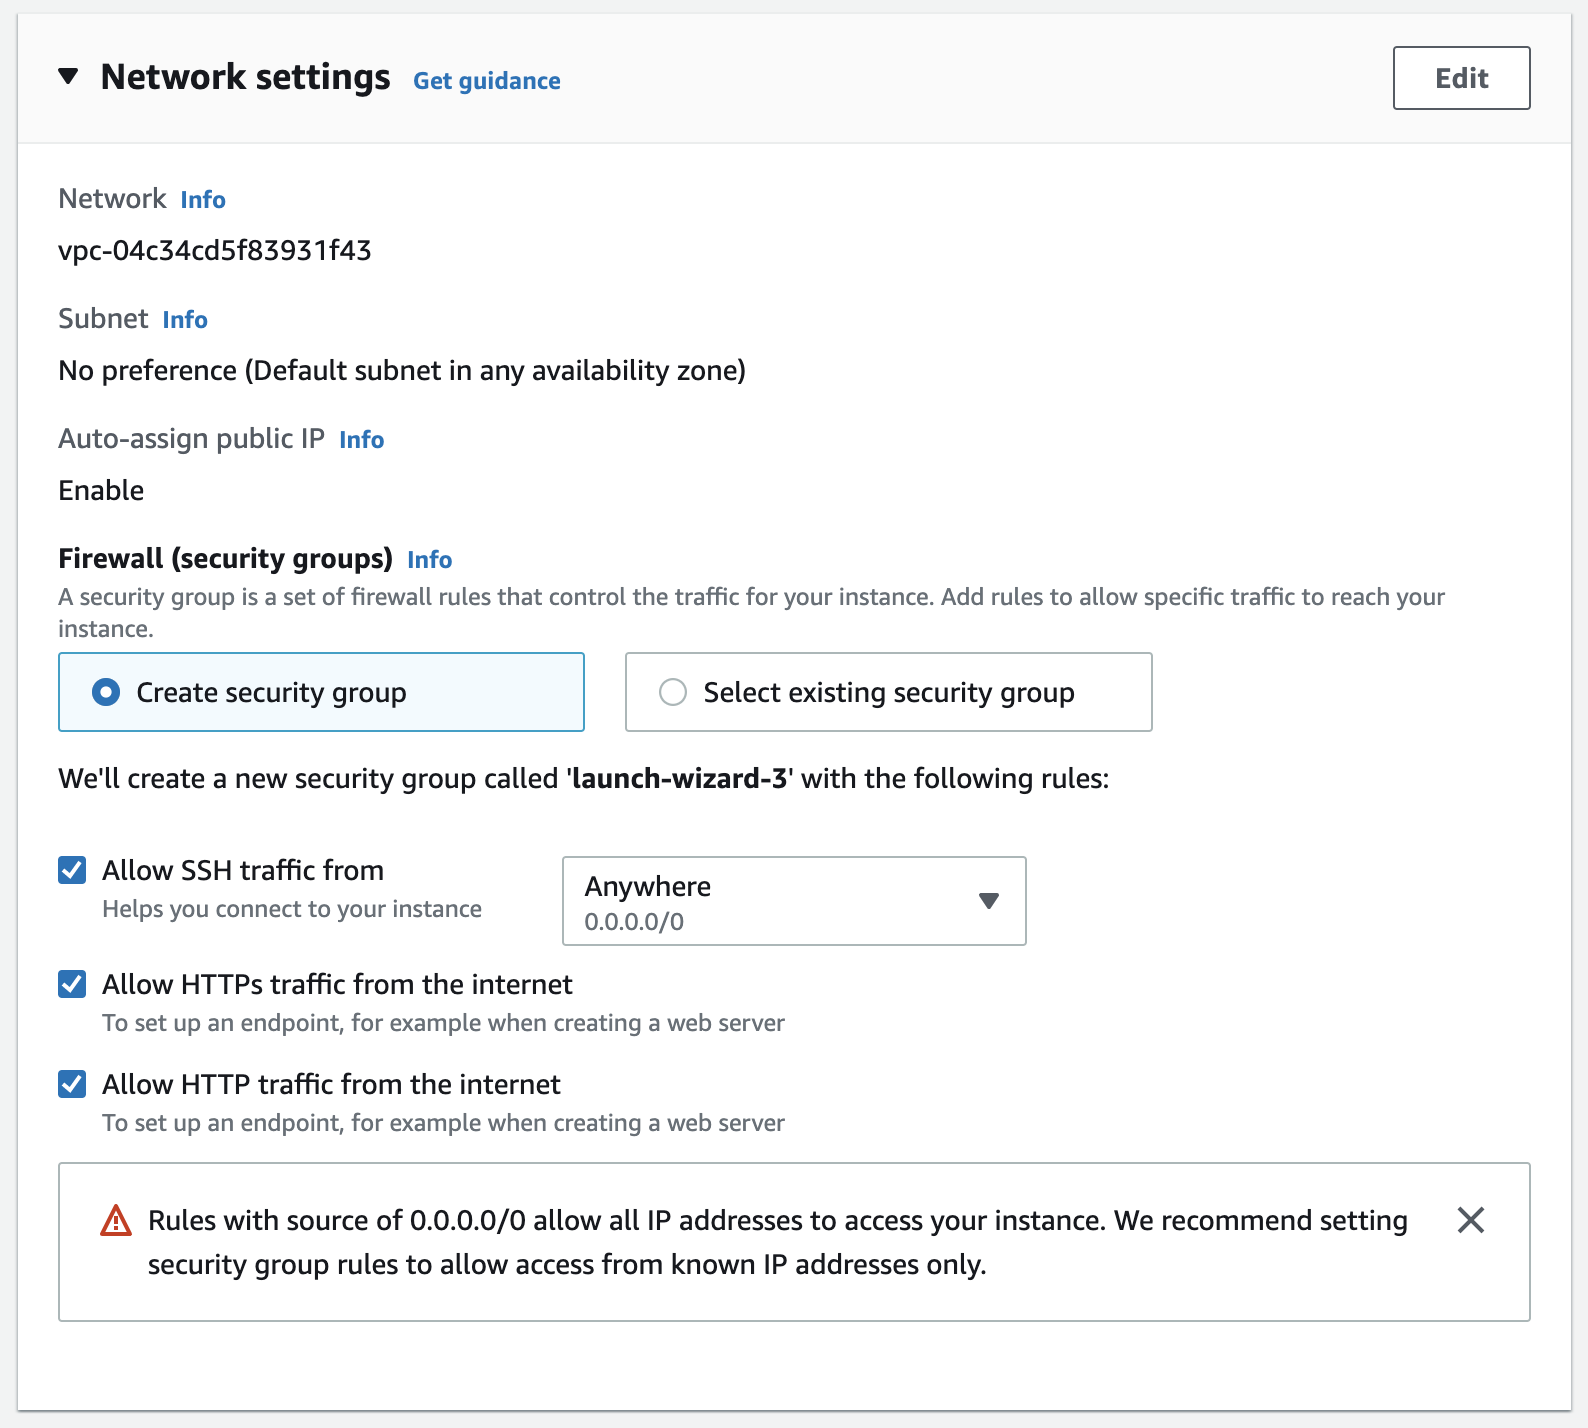 Network settings Get guidance
Edit
Network Info
vpc-04c34cd5f83931f43
Subnet Info
No preference (Default subnet in any availability zone)
Auto-assign public IP Info
Enable
Firewall (security groups) Info
A security group is a set of firewall rules that control the traffic for your instance. Add rules to allow specific traffic to reach your
instance.
Create security group
Select existing security group
We'll create a new security group called 'launch-wizard-3' with the following rules:
Allow SSH traffic from
Helps you connect to your instance
Anywhere
0.0.0.0/0
Allow HTTPs traffic from the internet
To set up an endpoint, for example when creating a web server
Allow HTTP traffic from the internet
To set up an endpoint, for example when creating a web server
Rules with source of 0.0.0.0/0 allow all IP addresses to access your instance. We recommend setting
security group rules to allow access from known IP addresses only.